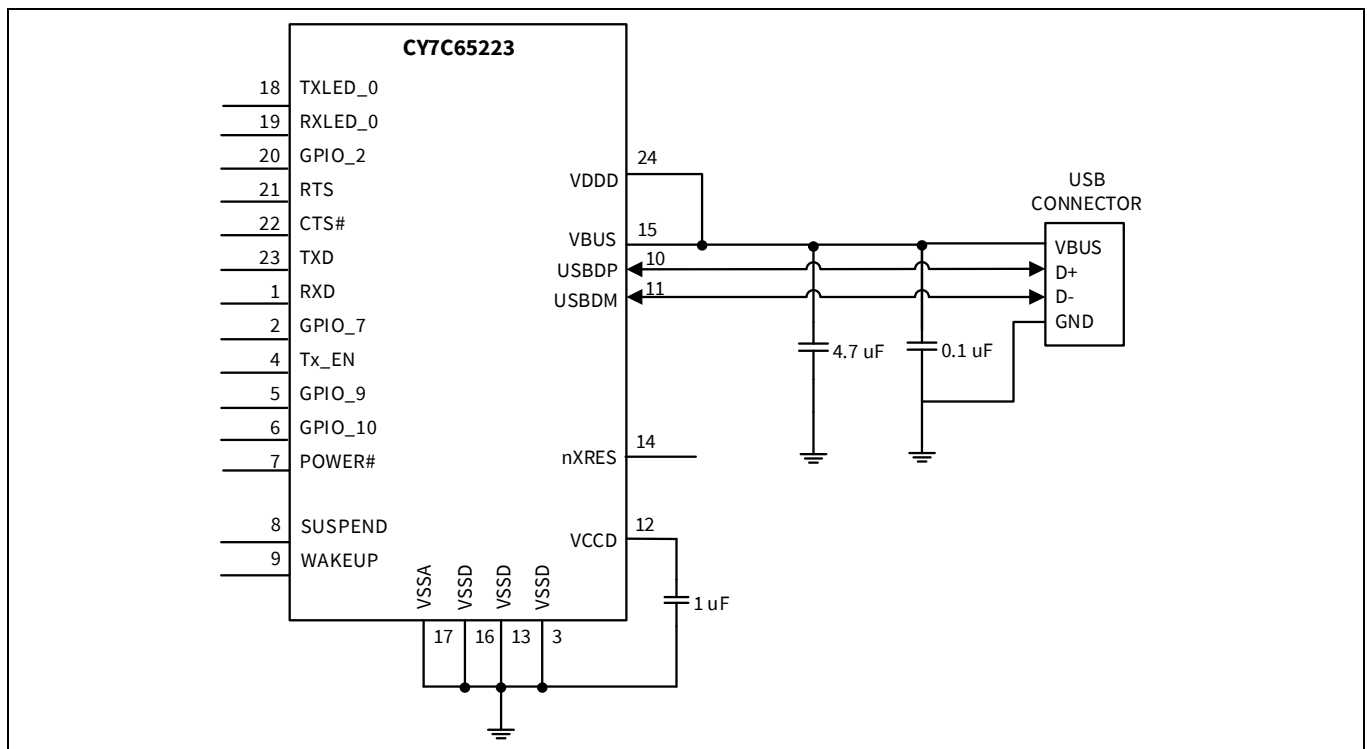 CY7C65223
18 TXLED_0
19 RXLED_0
20 GPIO_2
21 RTS
22 CTS#
23 TXD
1 RXD
2 GPIO_7
4 Tx_EN
5 GPIO_9
6 GPIO_10
7 POWER#
8 SUSPEND
9 WAKEUP
VDDD 24
VBUS 15
USBDP 10
USBDM 11
nXRES 14
VCCD 12
VSSA
VSSD
VSSD
VSSD
17 16 13 3
1 uF
4.7 uF
0.1 uF
USB
CONNECTOR
VBUS
D+
D-
GND